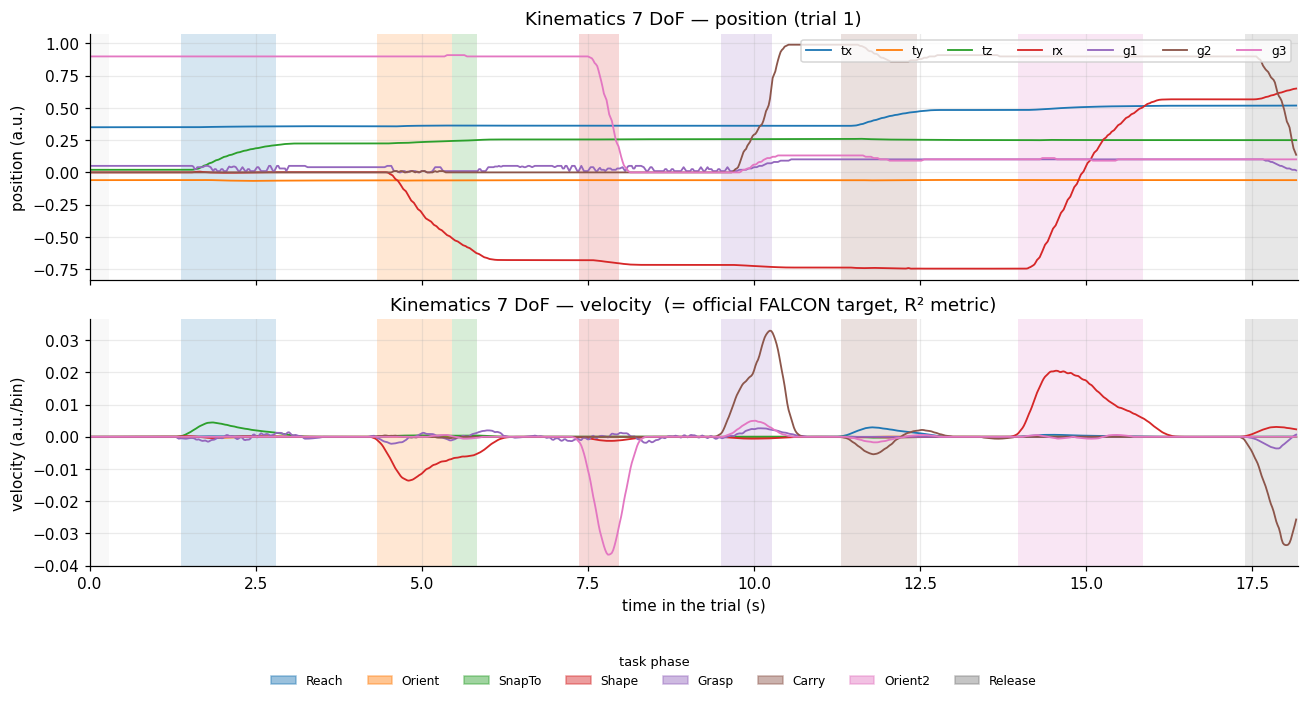 Kinematics 7 DoF — position (trial 1)
tx ty tz rx g1 g2 g3
1.00
0.75
0.50
0.25
0.00
−0.25
−0.50
−0.75
position (a.u.)
Kinematics 7 DoF — velocity (= official FALCON target, R² metric)
0.03
0.02
0.01
0.00
−0.01
−0.02
−0.03
−0.04
velocity (a.u./bin)
0.0 2.5 5.0 7.5 10.0 12.5 15.0 17.5
time in the trial (s)
task phase
Reach Orient SnapTo Shape Grasp Carry Orient2 Release